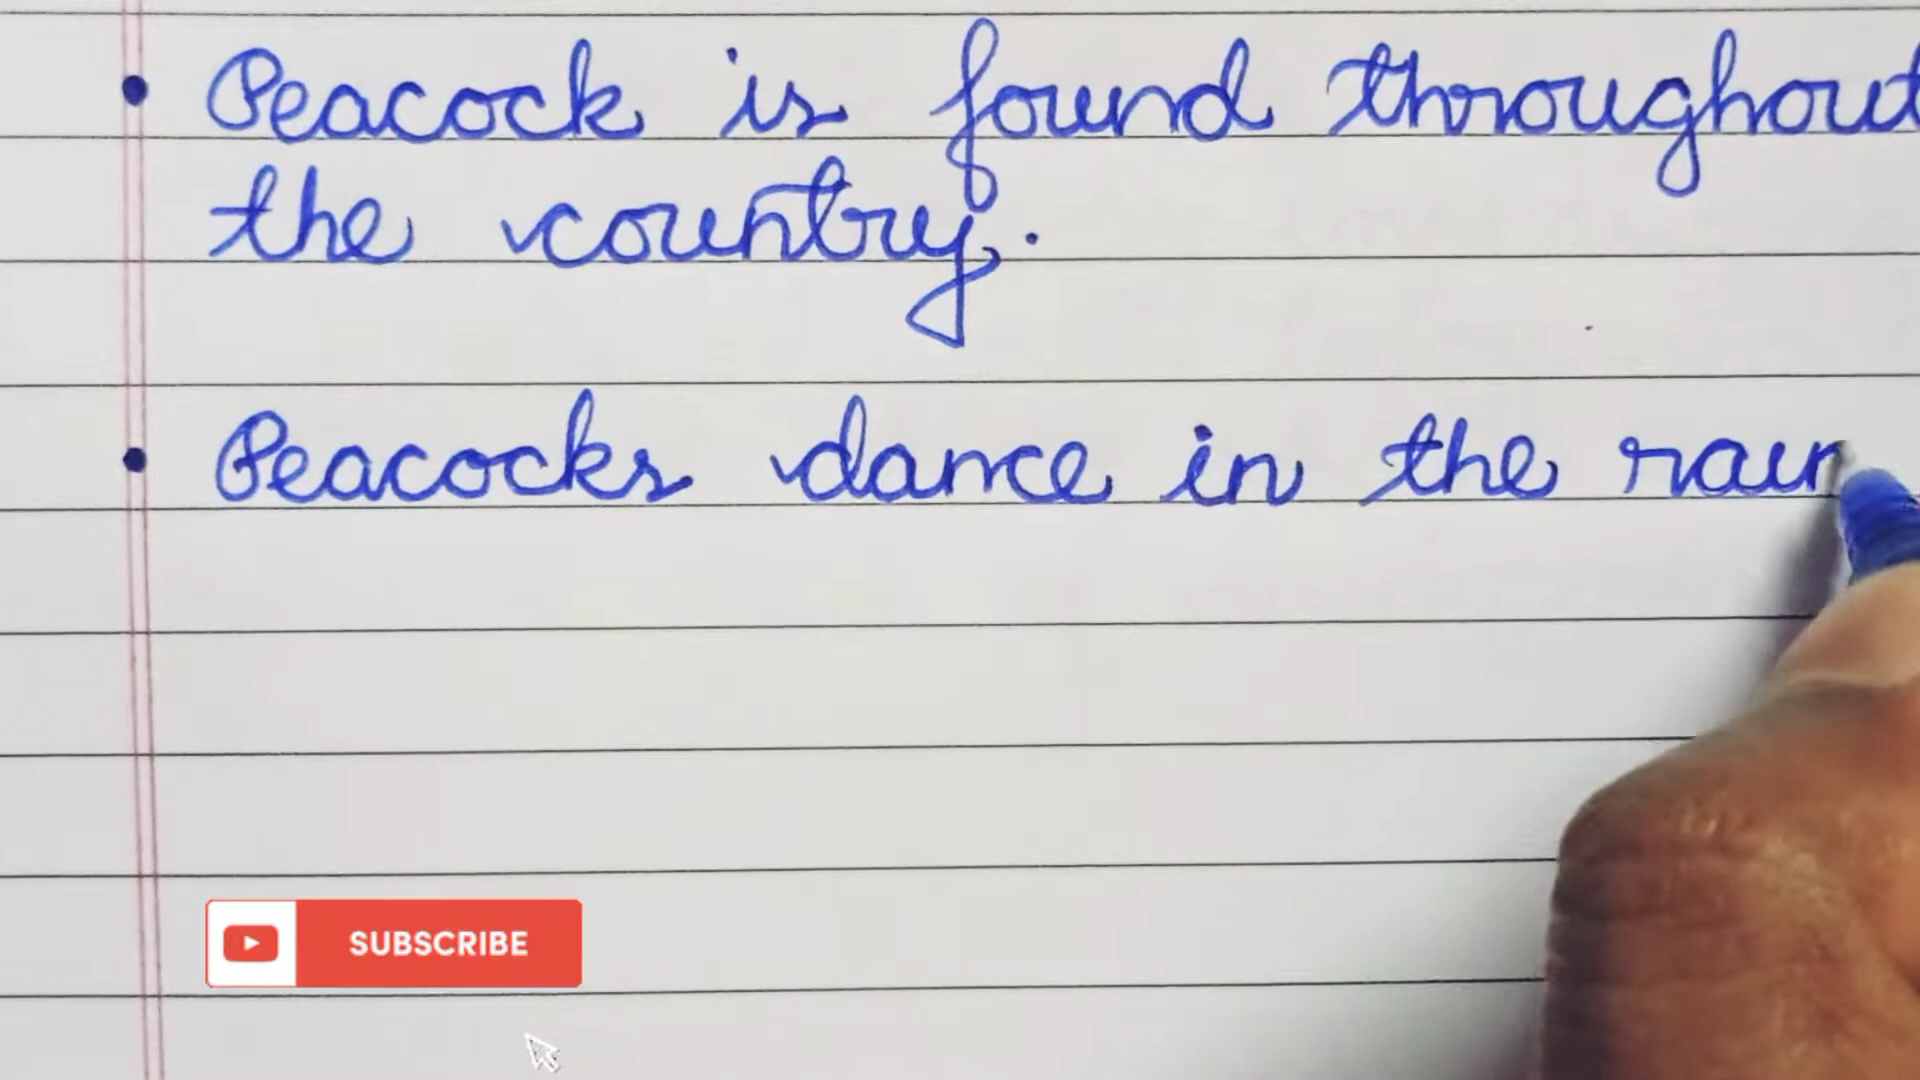 • Peacock is found throughout
the country.
• Peacocks dance in the rain
SUBSCRIBE